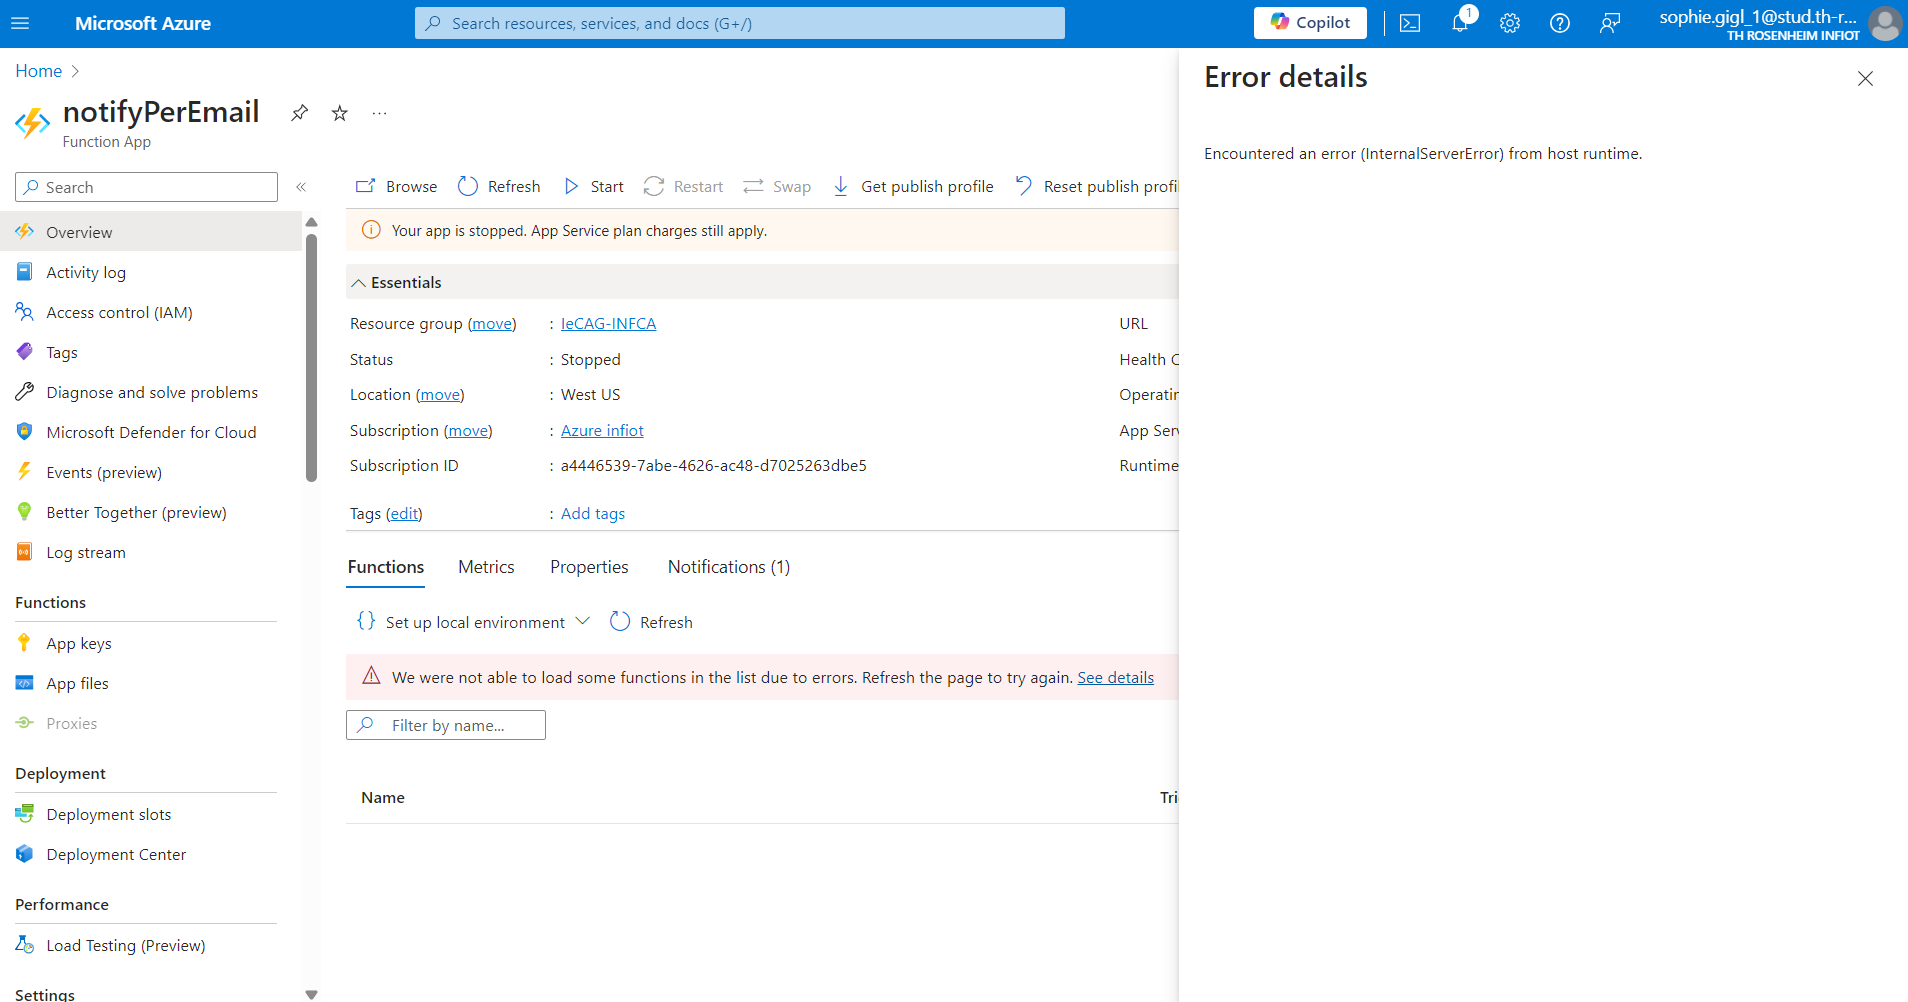 Microsoft Azure
Search resources, services, and docs (G+/)
Copilot
1
sophie.gigl_1@stud.th-r...
TH ROSENHEIM INFIOT
Home
notifyPerEmail
Function App
Search
Overview
Activity log
Access control (IAM)
Tags
Diagnose and solve problems
Microsoft Defender for Cloud
Events (preview)
Better Together (preview)
Log stream
Functions
App keys
App files
Proxies
Deployment
Deployment slots
Deployment Center
Performance
Load Testing (Preview)
Settings
Browse Refresh Start Restart Swap Get publish profile Reset publish profi
Your app is stopped. App Service plan charges still apply.
Essentials
Resource group (move) : IeCAG-INFCA URL
Status : Stopped Health C
Location (move) : West US Operatin
Subscription (move) : Azure infiot App Serv
Subscription ID : a4446539-7abe-4626-ac48-d7025263dbe5 Runtime
Tags (edit) : Add tags
Functions Metrics Properties Notifications (1)
{} Set up local environment Refresh
We were not able to load some functions in the list due to errors. Refresh the page to try again. See details
Filter by name...
Name Tri
Error details
Encountered an error (InternalServerError) from host runtime.